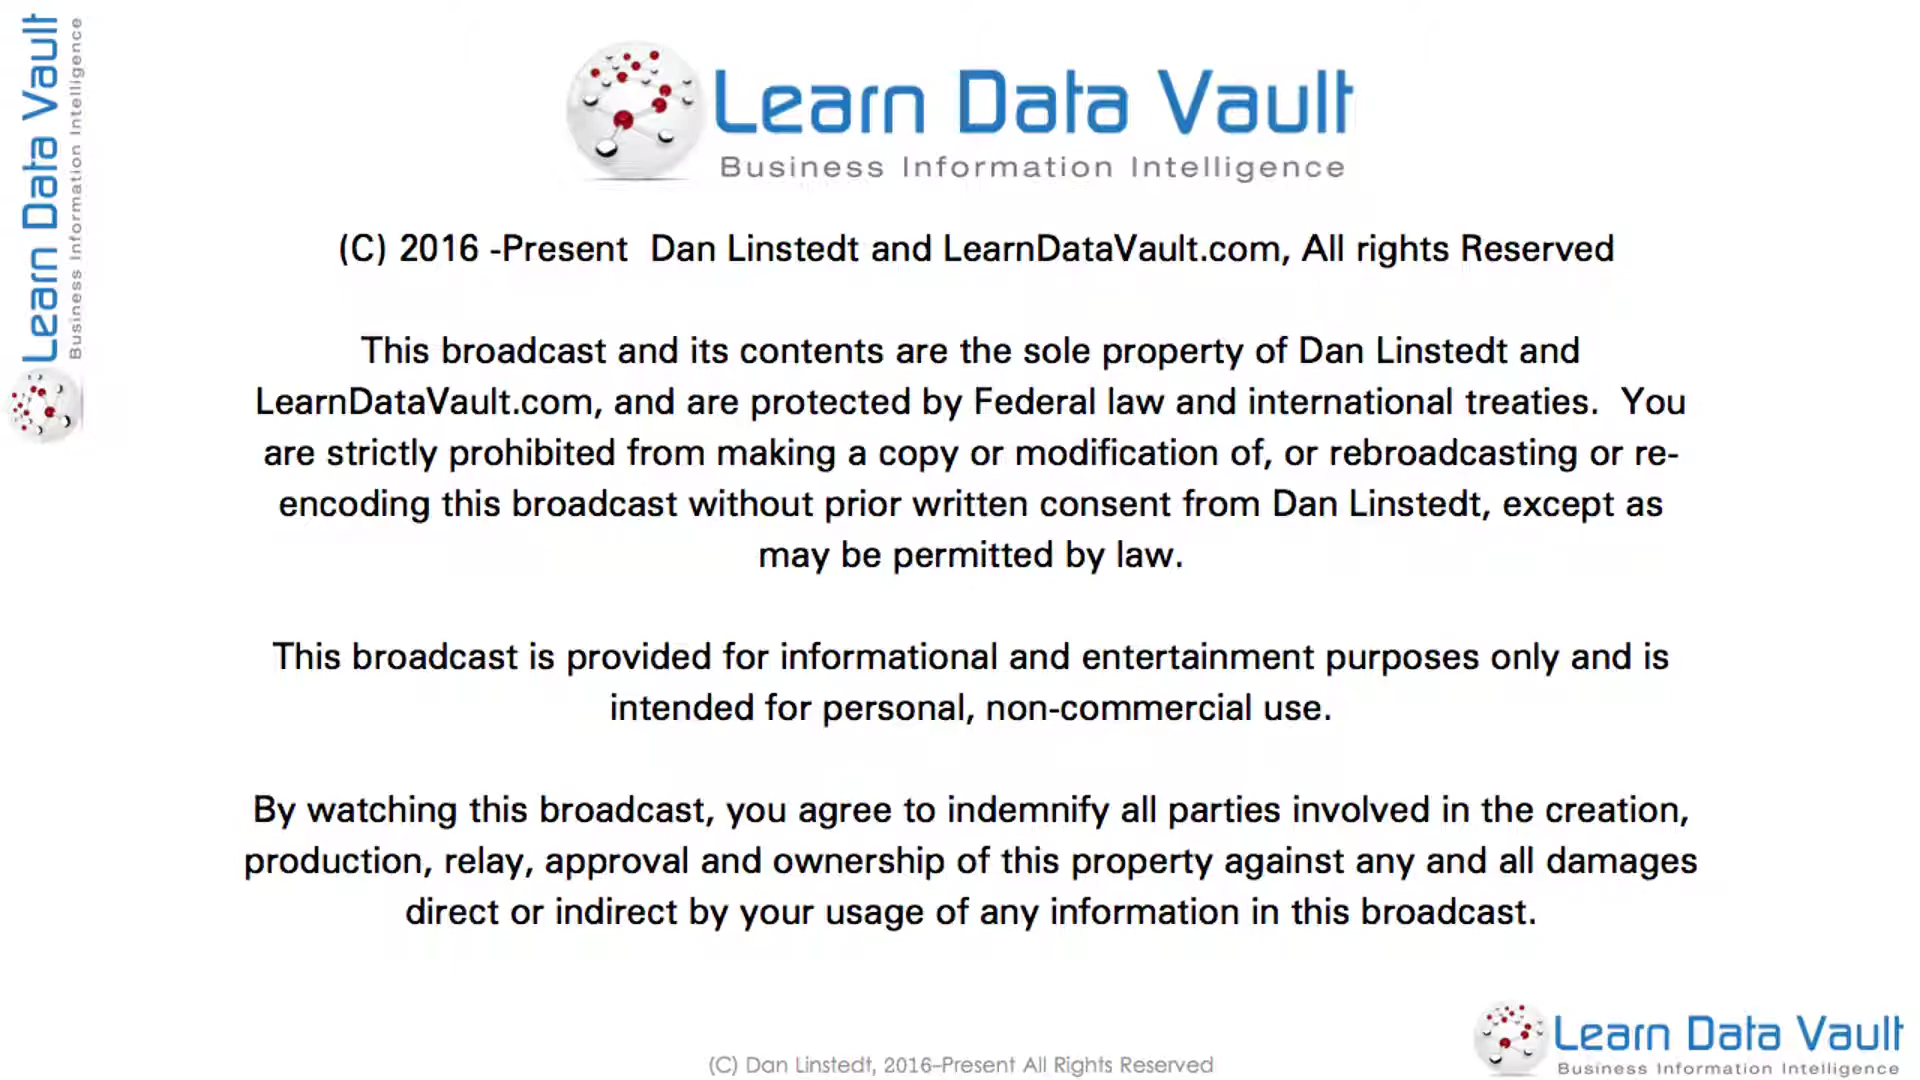 Learn Data Vault
Business Information Intelligence
Learn Data Vault
Business Information Intelligence
(C) 2016 -Present  Dan Linstedt and LearnDataVault.com, All rights Reserved
This broadcast and its contents are the sole property of Dan Linstedt and
LearnDataVault.com, and are protected by Federal law and international treaties.  You
are strictly prohibited from making a copy or modification of, or rebroadcasting or re-
encoding this broadcast without prior written consent from Dan Linstedt, except as
may be permitted by law.
This broadcast is provided for informational and entertainment purposes only and is
intended for personal, non-commercial use.
By watching this broadcast, you agree to indemnify all parties involved in the creation,
production, relay, approval and ownership of this property against any and all damages
direct or indirect by your usage of any information in this broadcast.
(C) Dan Linstedt, 2016–Present All Rights Reserved
Learn Data Vault
Business Information Intelligence